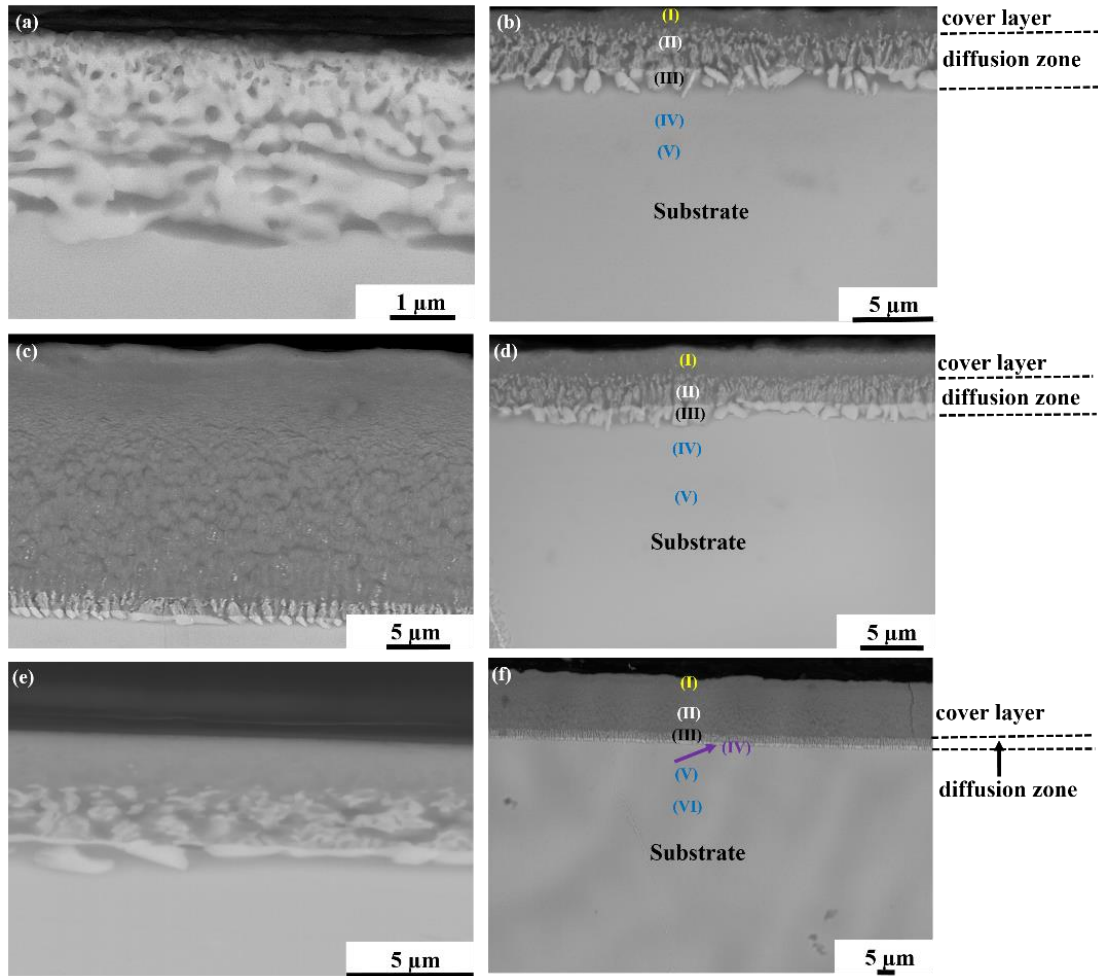 (a)
1 μm
(b)
(I)
(II)
(III)
(IV)
(V)
Substrate
5 μm
cover layer
diffusion zone
(c)
5 μm
(d)
(I)
(II)
(III)
(IV)
(V)
Substrate
5 μm
cover layer
diffusion zone
(e)
5 μm
(f)
(I)
(II)
(III)
(IV)
(V)
(VI)
Substrate
5 μm
cover layer
diffusion zone